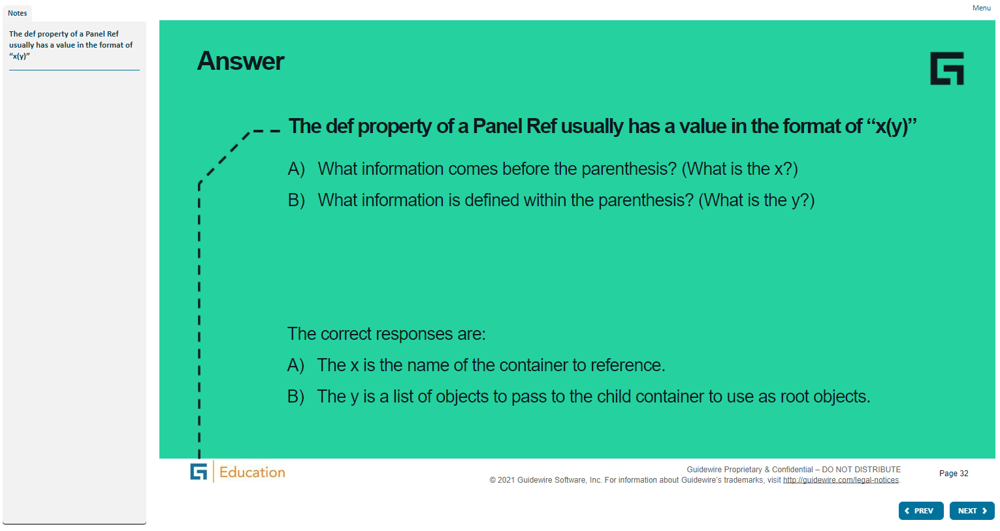 Notes
Menu
The def property of a Panel Ref
usually has a value in the format of
“x(y)”
Answer
The def property of a Panel Ref usually has a value in the format of “x(y)”
A) What information comes before the parenthesis? (What is the x?)
B) What information is defined within the parenthesis? (What is the y?)
The correct responses are:
A) The x is the name of the container to reference.
B) The y is a list of objects to pass to the child container to use as root objects.
Education
Guidewire Proprietary & Confidential – DO NOT DISTRIBUTE
© 2021 Guidewire Software, Inc. For information about Guidewire’s trademarks, visit http://guidewire.com/legal-notices.
Page 32
PREV
NEXT